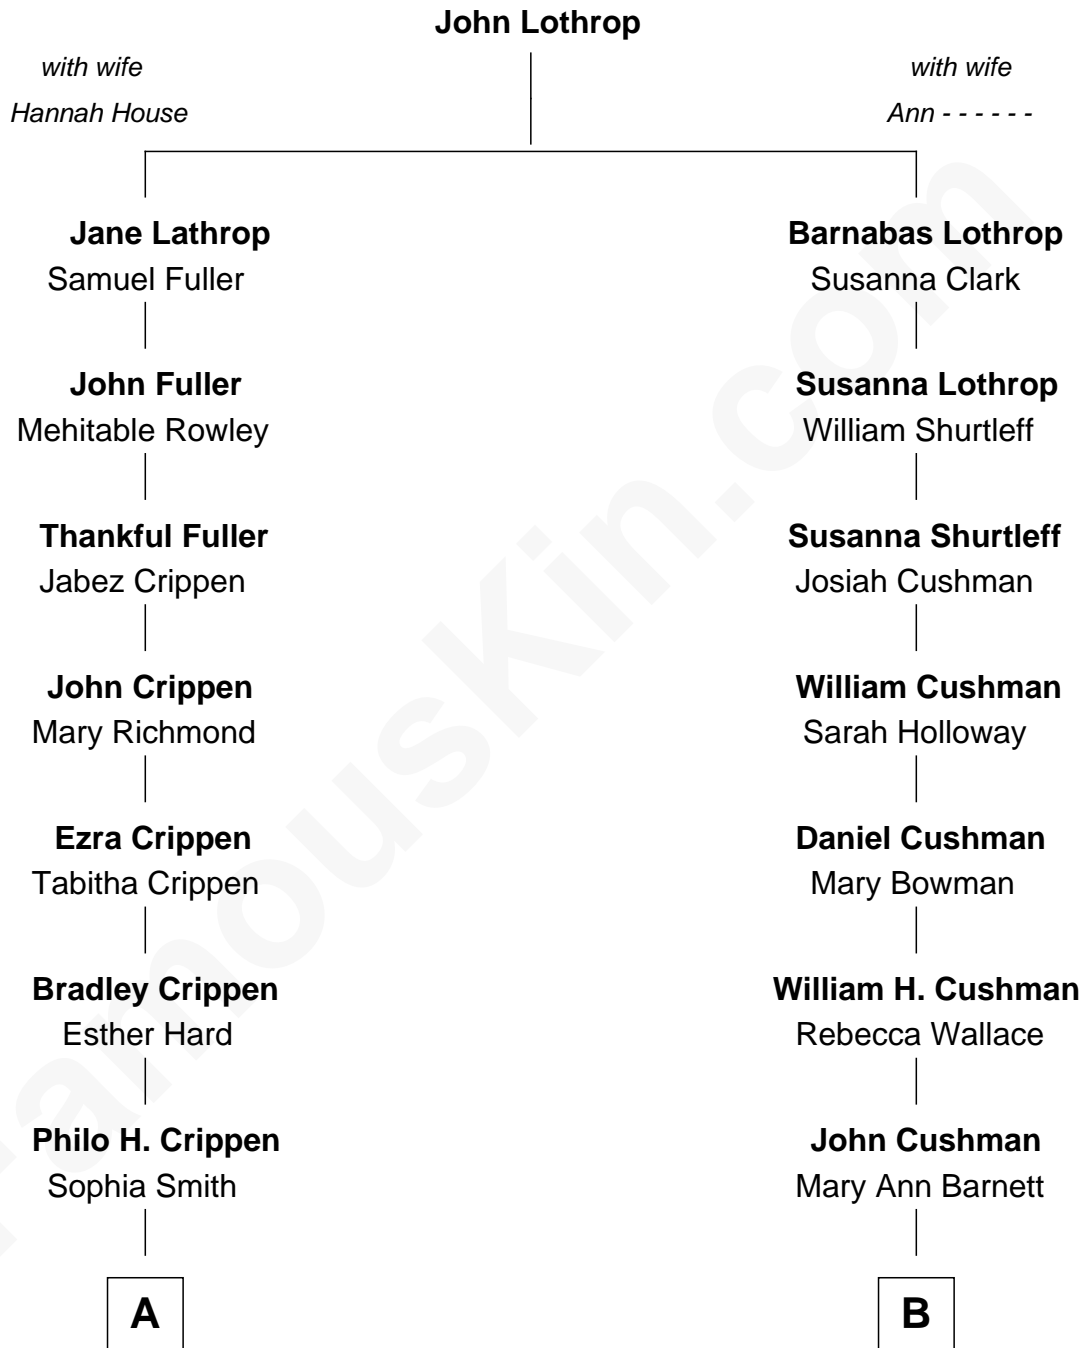 John Lothrop
with wife
Hannah House
with wife
Ann - - - - - -
Jane Lathrop
Samuel Fuller
Barnabas Lothrop
Susanna Clark
John Fuller
Mehitable Rowley
Susanna Lothrop
William Shurtleff
Thankful Fuller
Jabez Crippen
Susanna Shurtleff
Josiah Cushman
John Crippen
Mary Richmond
William Cushman
Sarah Holloway
Ezra Crippen
Tabitha Crippen
Daniel Cushman
Mary Bowman
Bradley Crippen
Esther Hard
William H. Cushman
Rebecca Wallace
Philo H. Crippen
Sophia Smith
John Cushman
Mary Ann Barnett
A
B
FamousKin.com